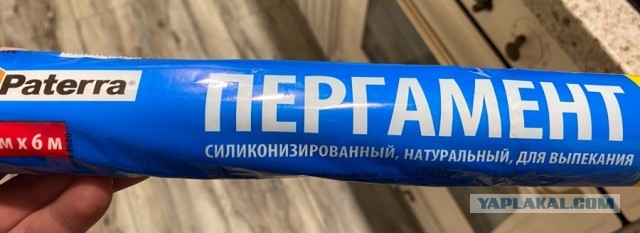 Paterra®
ПЕРГАМЕНТ
м x 6 м
СИЛИКОНИЗИРОВАННЫЙ, НАТУРАЛЬНЫЙ, ДЛЯ ВЫПЕКАНИЯ
YAPLAKAL.COM